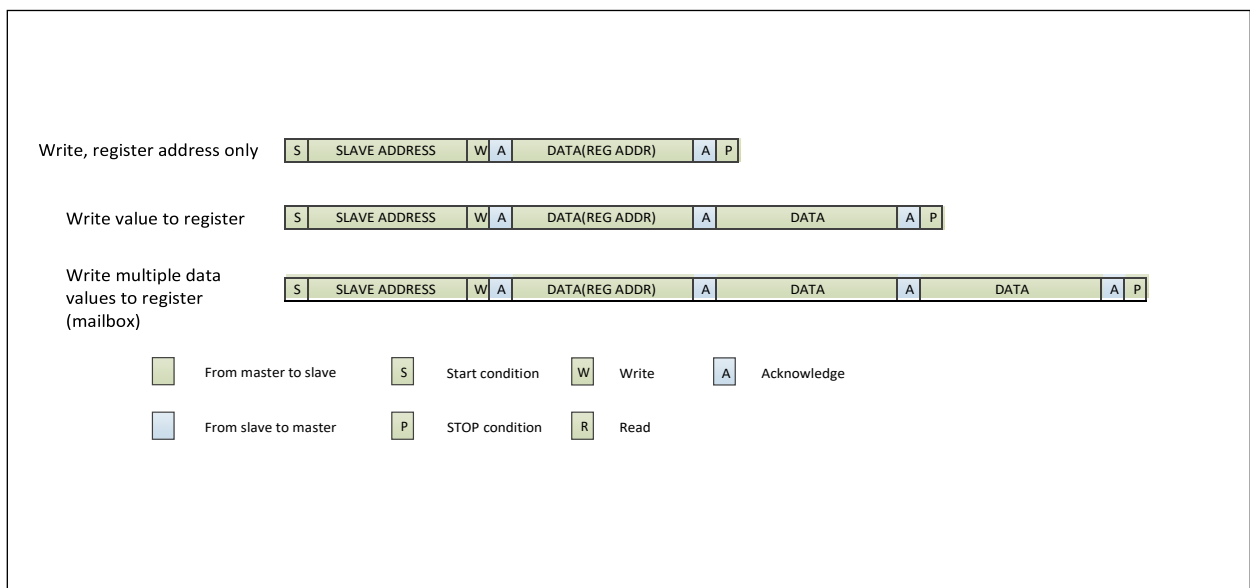 Write, register address only
S SLAVE ADDRESS W A DATA(REG ADDR) A P
Write value to register
S SLAVE ADDRESS W A DATA(REG ADDR) A DATA A P
Write multiple data
values to register
(mailbox)
S SLAVE ADDRESS W A DATA(REG ADDR) A DATA A DATA A P
From master to slave S Start condition W Write A Acknowledge
From slave to master P STOP condition R Read